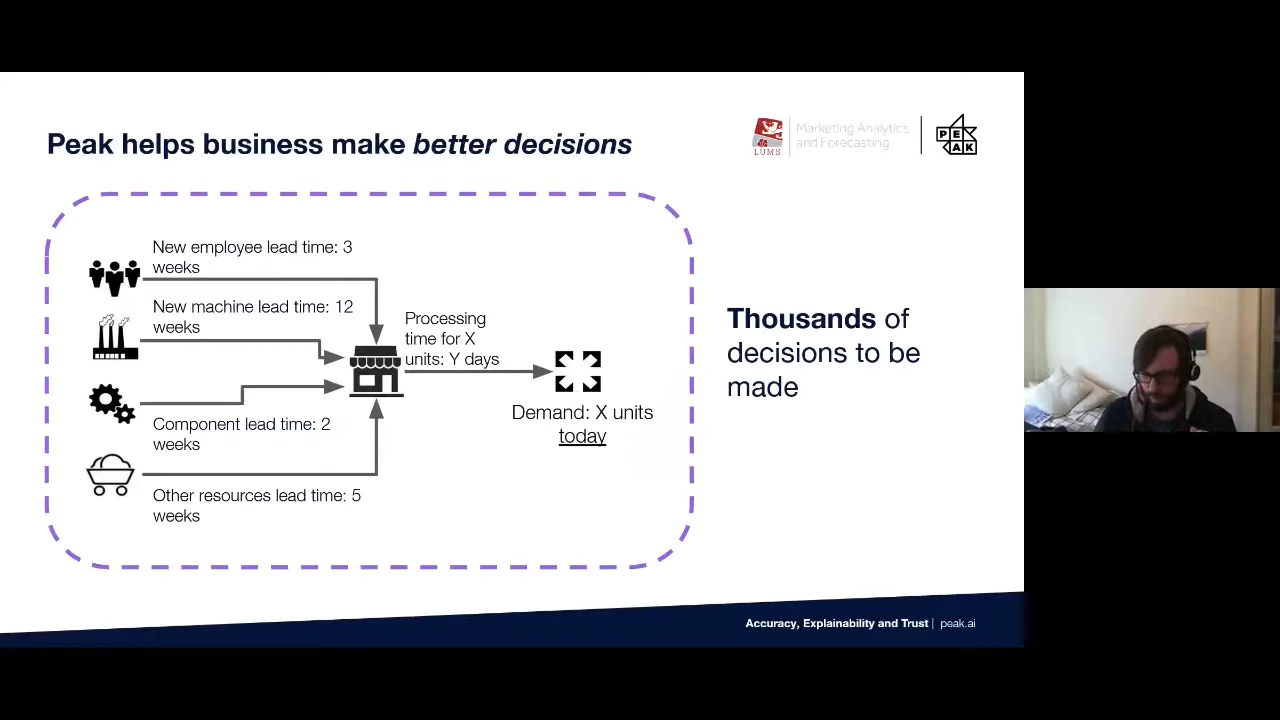 Peak helps business make better decisions
LUMS
Marketing Analytics
and Forecasting
PE
AK
New employee lead time: 3
weeks
New machine lead time: 12
weeks
Processing
time for X
units: Y days
Component lead time: 2
weeks
Other resources lead time: 5
weeks
Demand: X units
today
Thousands of
decisions to be
made
Accuracy, Explainability and Trust | peak.ai